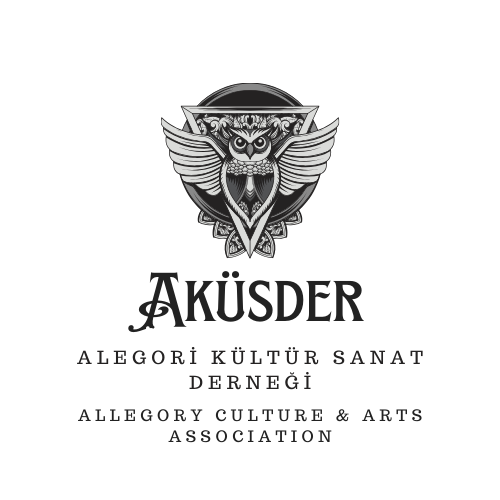 AKÜSDER
ALEGORİ KÜLTÜR SANAT
DERNEĞİ
ALLEGORY CULTURE & ARTS
ASSOCIATION